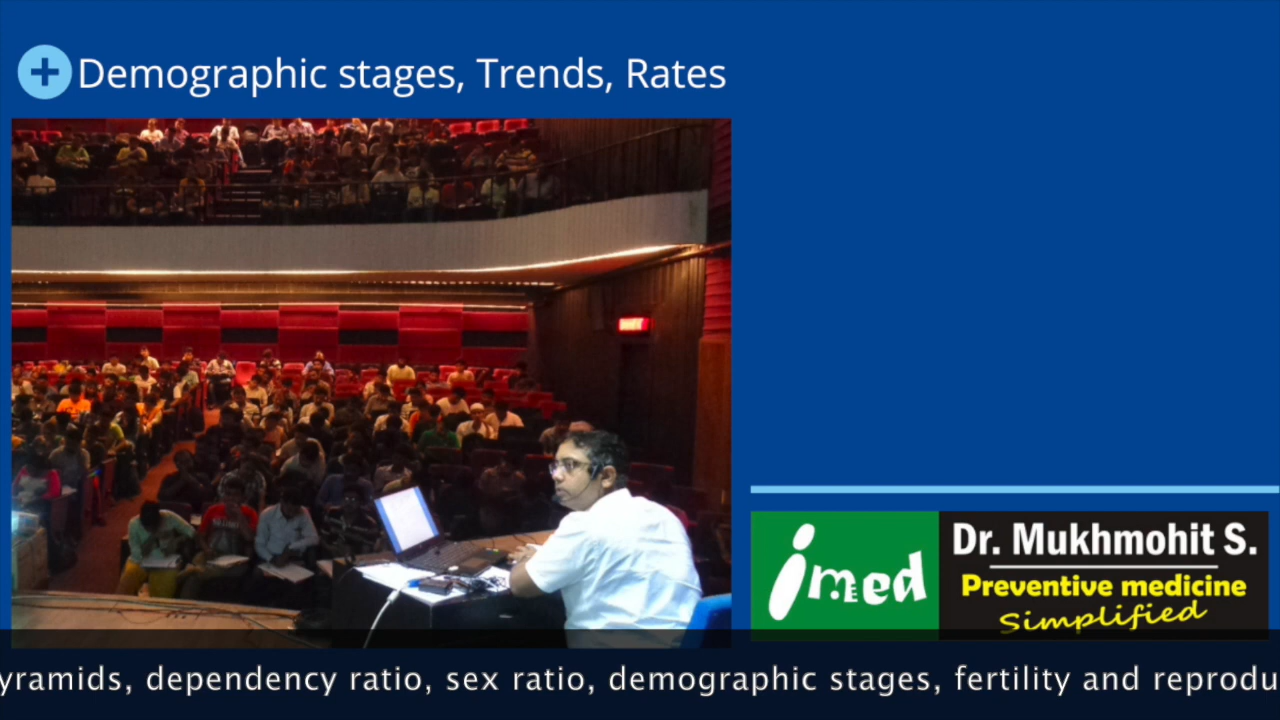 Demographic stages, Trends, Rates
EXIT
imed
Dr. Mukhmohit S.
Preventive medicine
Simplified
yramids, dependency ratio, sex ratio, demographic stages, fertility and reprodu